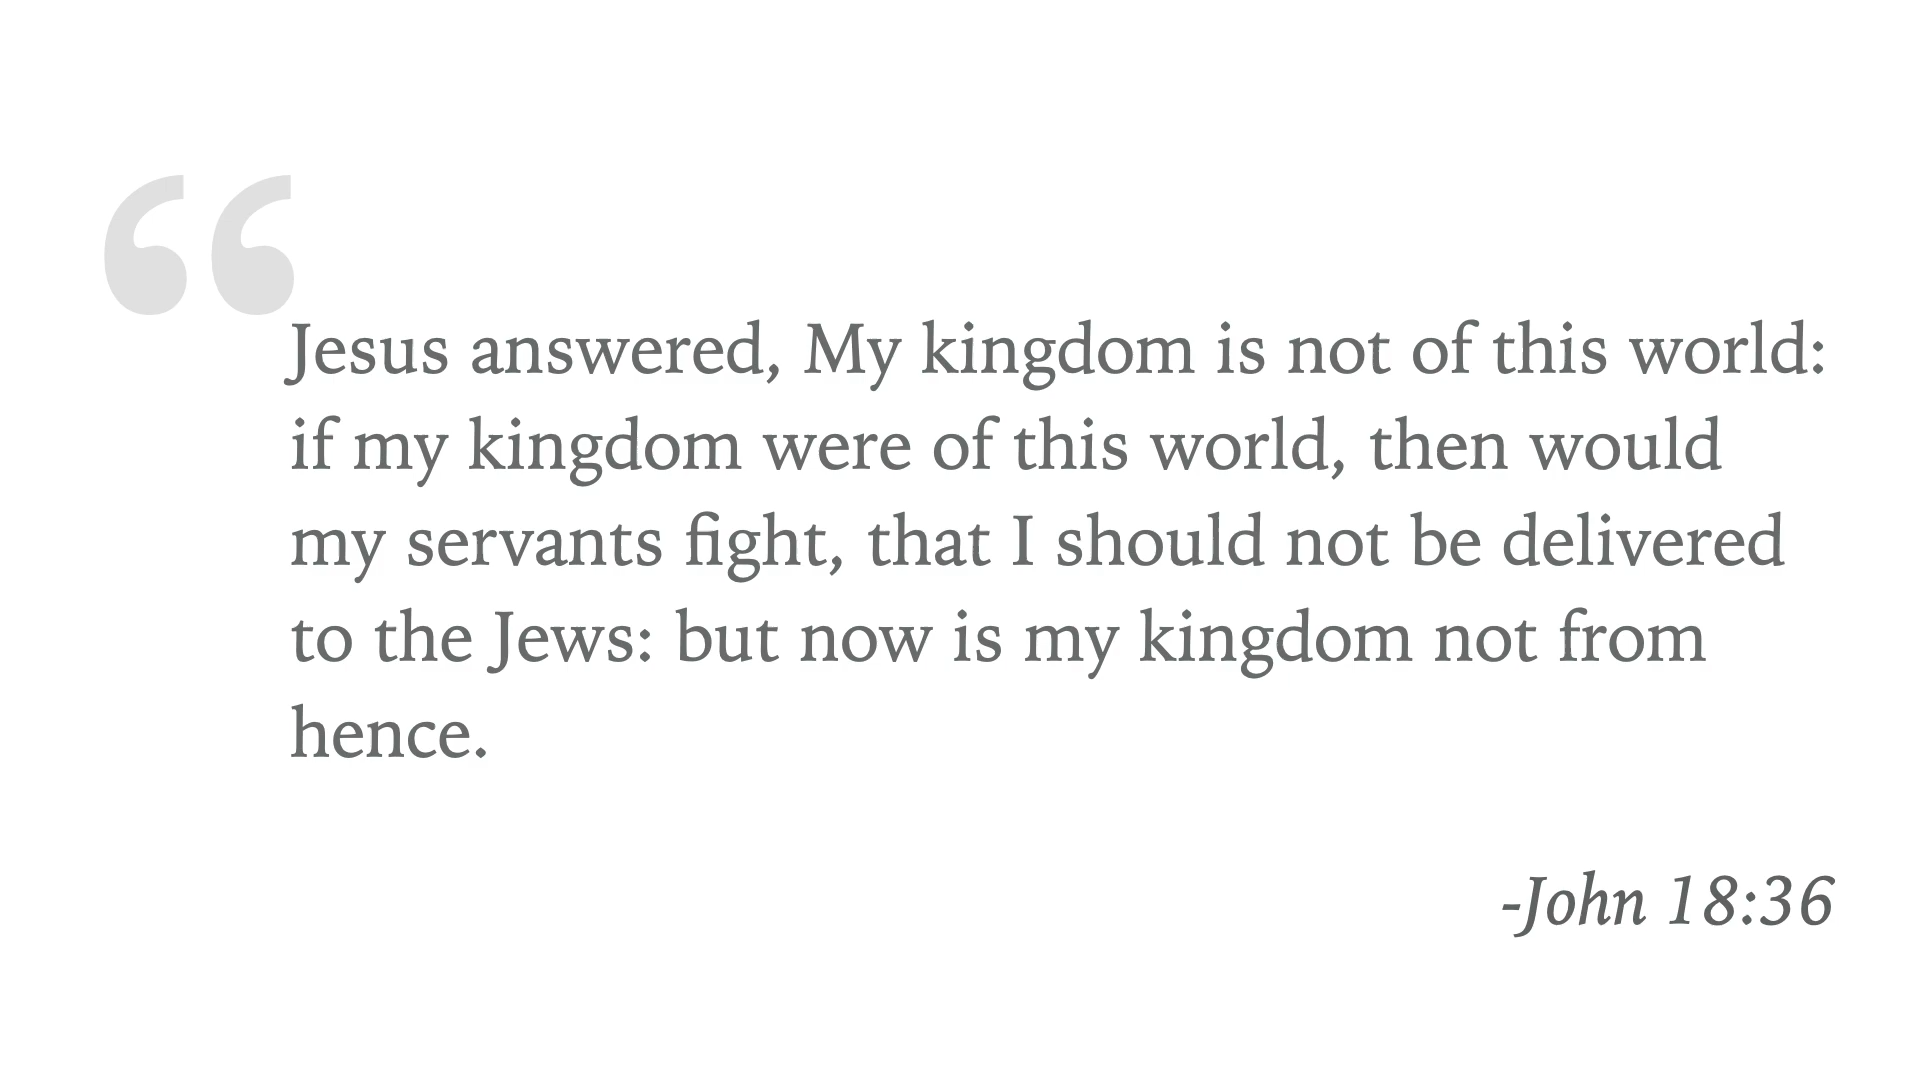 “
Jesus answered, My kingdom is not of this world:
if my kingdom were of this world, then would
my servants fight, that I should not be delivered
to the Jews: but now is my kingdom not from
hence.
-John 18:36